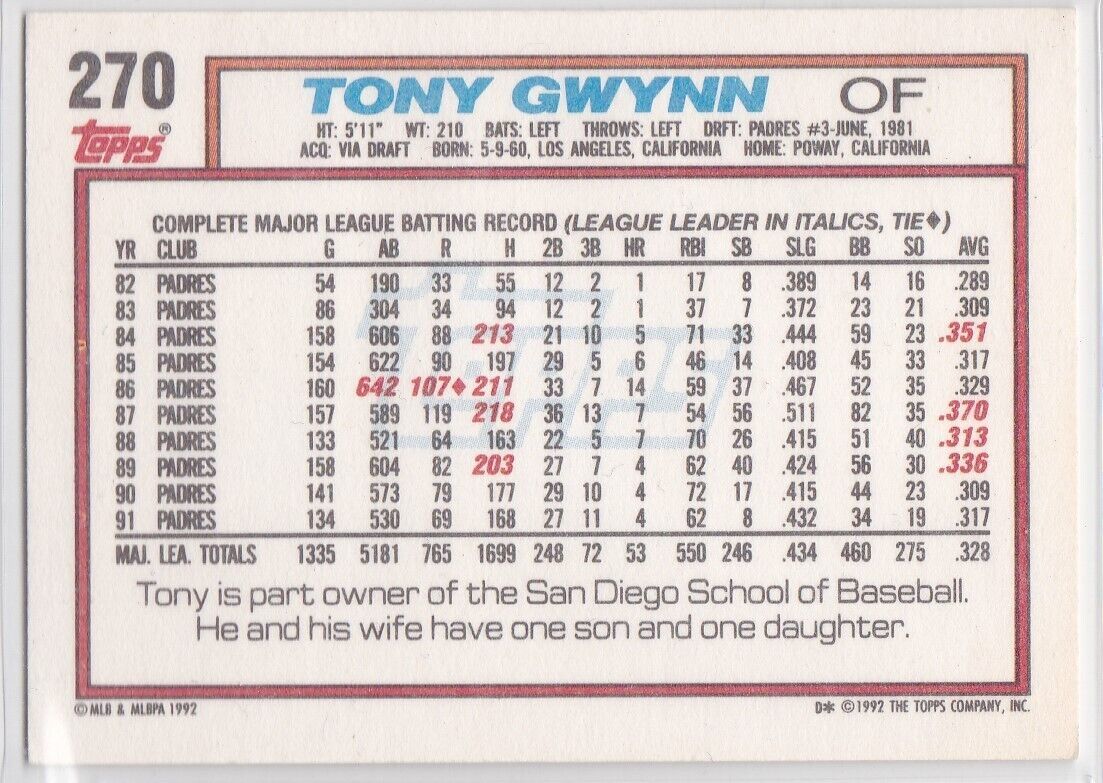 270
Topps®
TONY GWYNN OF
HT: 5'11" WT: 210 BATS: LEFT THROWS: LEFT DRFT: PADRES #3-JUNE, 1981
ACQ: VIA DRAFT BORN: 5-9-60, LOS ANGELES, CALIFORNIA HOME: POWAY, CALIFORNIA
COMPLETE MAJOR LEAGUE BATTING RECORD (LEAGUE LEADER IN ITALICS, TIE♦)
YR CLUB G AB R H 2B 3B HR RBI SB SLG BB SO AVG
82 PADRES 54 190 33 55 12 2 1 17 8 .389 14 16 .289
83 PADRES 86 304 34 94 12 2 1 37 7 .372 23 21 .309
84 PADRES 158 606 88 213 21 10 5 71 33 .444 59 23 .351
85 PADRES 154 622 90 197 29 5 6 46 14 .408 45 33 .317
86 PADRES 160 642 107♦ 211 33 7 14 59 37 .467 52 35 .329
87 PADRES 157 589 119 218 36 13 7 54 56 .511 82 35 .370
88 PADRES 133 521 64 163 22 5 7 70 26 .415 51 40 .313
89 PADRES 158 604 82 203 27 7 4 62 40 .424 56 30 .336
90 PADRES 141 573 79 177 29 10 4 72 17 .415 44 23 .309
91 PADRES 134 530 69 168 27 11 4 62 8 .432 34 19 .317
MAJ. LEA. TOTALS 1335 5181 765 1699 248 72 53 550 246 .434 460 275 .328
Tony is part owner of the San Diego School of Baseball.
He and his wife have one son and one daughter.
© MLB & MLBPA 1992 D* © 1992 THE TOPPS COMPANY, INC.